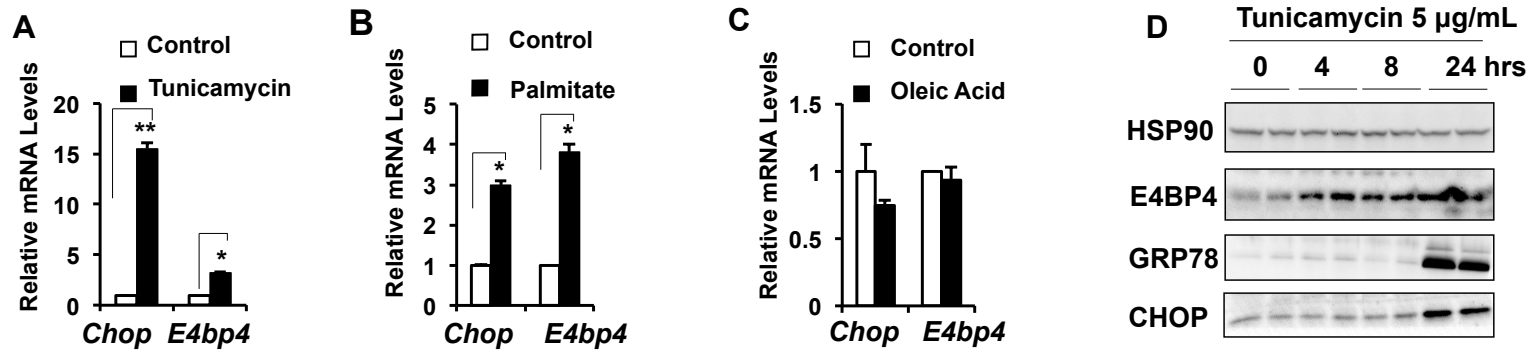 A
Control
Tunicamycin
Relative mRNA Levels
20
15
10
5
0
**
*
Chop E4bp4
B
Control
Palmitate
Relative mRNA Levels
5
4
3
2
1
0
*
*
Chop E4bp4
C
Control
Oleic Acid
Relative mRNA Levels
1.5
1
0.5
0
Chop E4bp4
D
Tunicamycin 5 µg/mL
0 4 8 24 hrs
HSP90
E4BP4
GRP78
CHOP